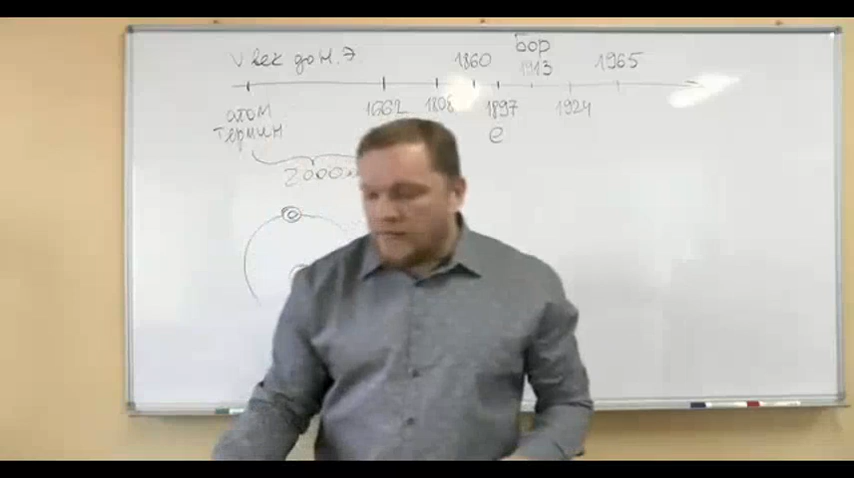 V век до н.э
1860
Бор
1913
1965
1662
1808
1897
1924
атом
термин
e
2000